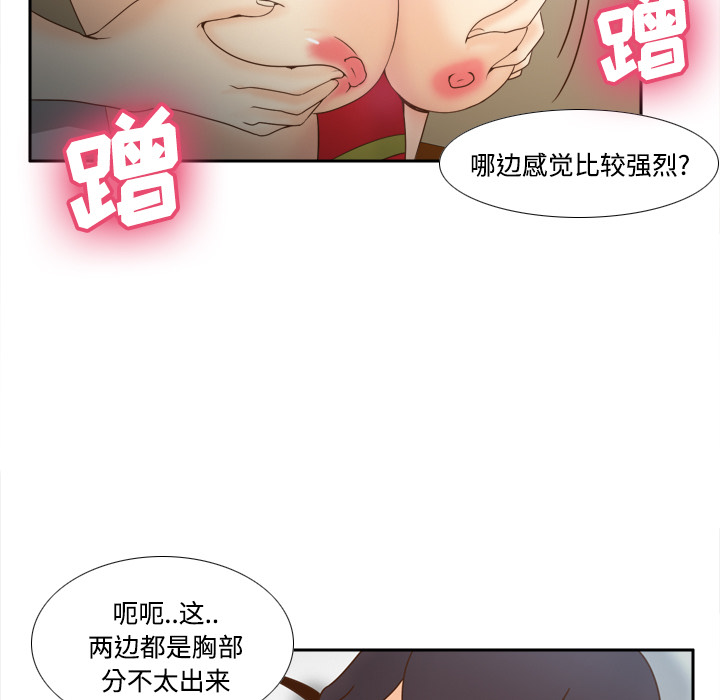 蹭
蹭
哪边感觉比较强烈?
呃呃..这..
两边都是胸部
分不太出来